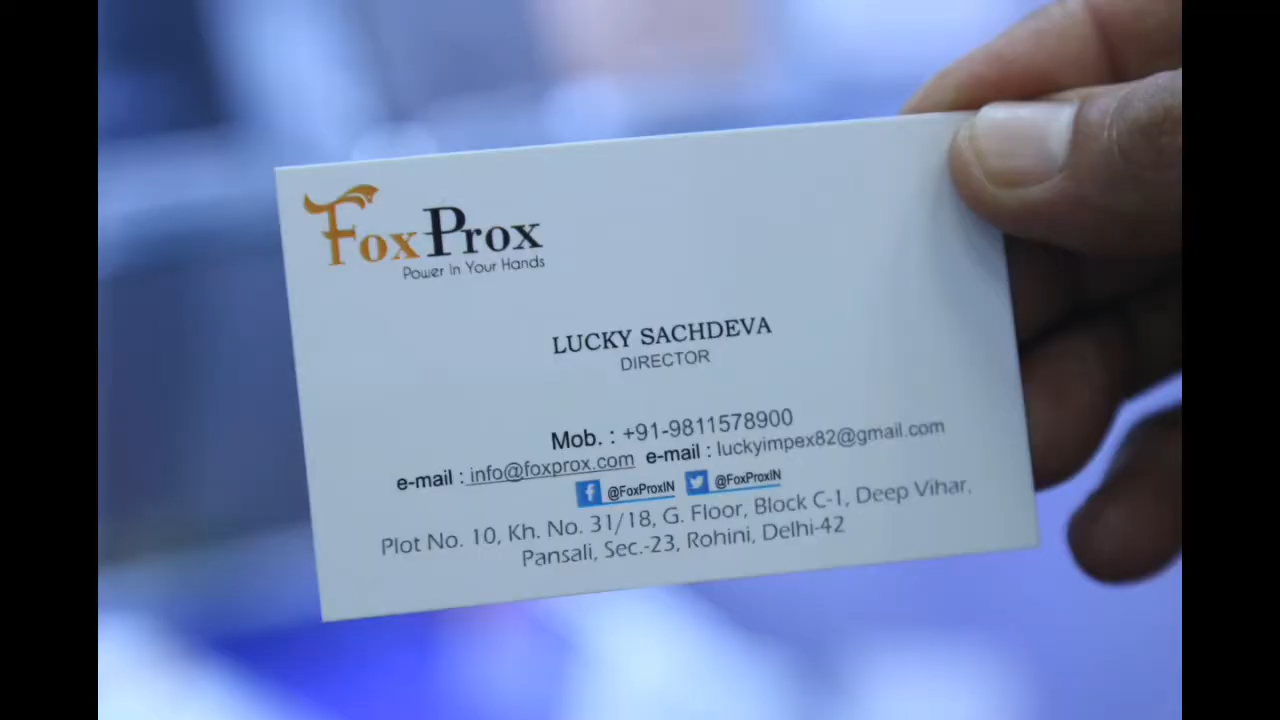 FoxProx
Power In Your Hands
LUCKY SACHDEVA
DIRECTOR
Mob. : +91-9811578900
e-mail : info@foxprox.com e-mail : luckyimpex82@gmail.com
@FoxProxIN @FoxProxIN
Plot No. 10, Kh. No. 31/18, G. Floor, Block C-1, Deep Vihar,
Pansali, Sec.-23, Rohini, Delhi-42